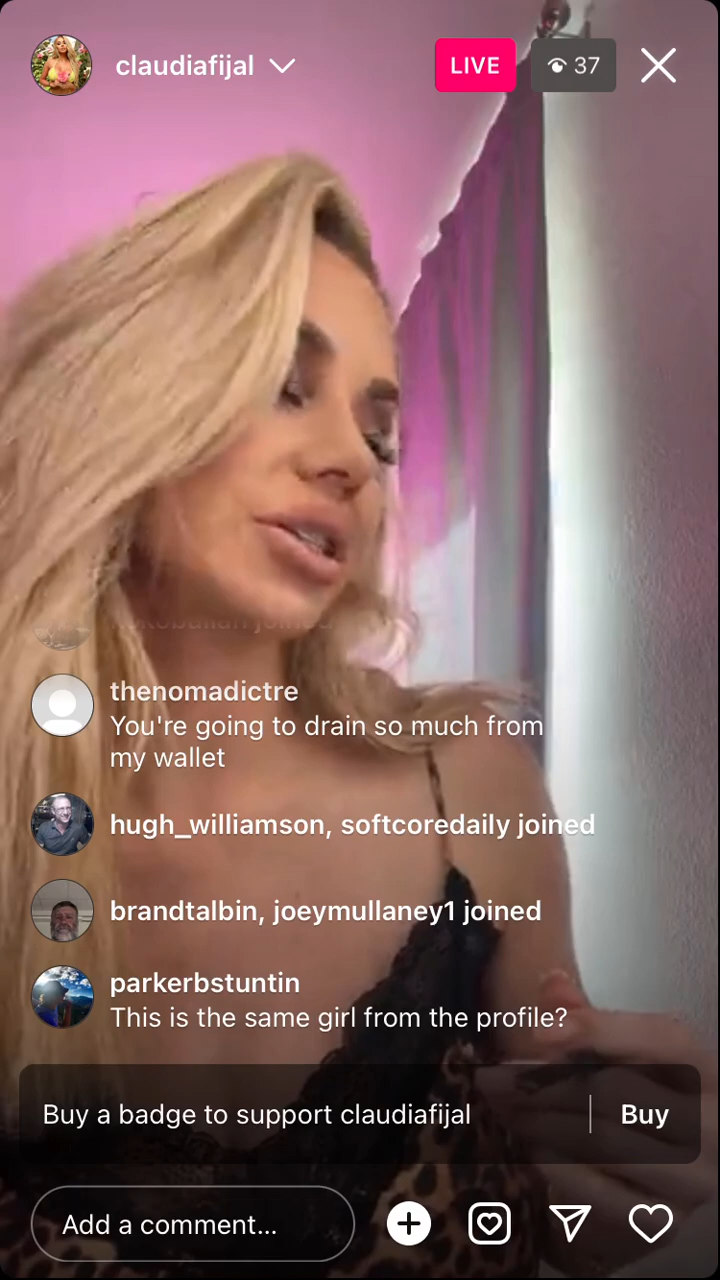 claudiafijal
LIVE
37
joined
thenomadictre
You're going to drain so much from
my wallet
hugh_williamson, softcoredaily joined
brandtalbin, joeymullaney1 joined
parkerbstuntin
This is the same girl from the profile?
Buy a badge to support claudiafijal
Buy
Add a comment...